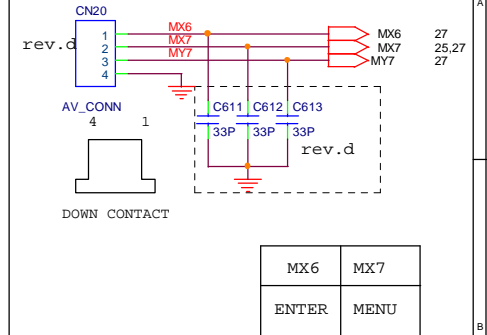 CN20
rev.d
1 MX6 MX6 27
2 MX7 MX7 25,27
3 MY7 MY7 27
4
AV_CONN
4 1
C611 C612 C613
33P 33P 33P
rev.d
DOWN CONTACT
MX6 MX7
ENTER MENU
A
B